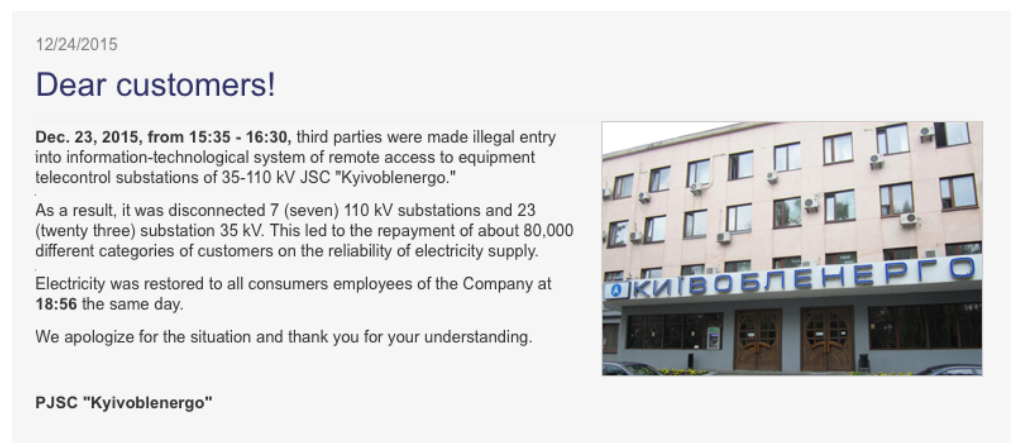 12/24/2015
Dear customers!
Dec. 23, 2015, from 15:35 - 16:30, third parties were made illegal entry
into information-technological system of remote access to equipment
telecontrol substations of 35-110 kV JSC "Kyivoblenergo."
As a result, it was disconnected 7 (seven) 110 kV substations and 23
(twenty three) substation 35 kV. This led to the repayment of about 80,000
different categories of customers on the reliability of electricity supply.
Electricity was restored to all consumers employees of the Company at
18:56 the same day.
We apologize for the situation and thank you for your understanding.
PJSC "Kyivoblenergo"
КИЇВОБЛЕНЕРГО